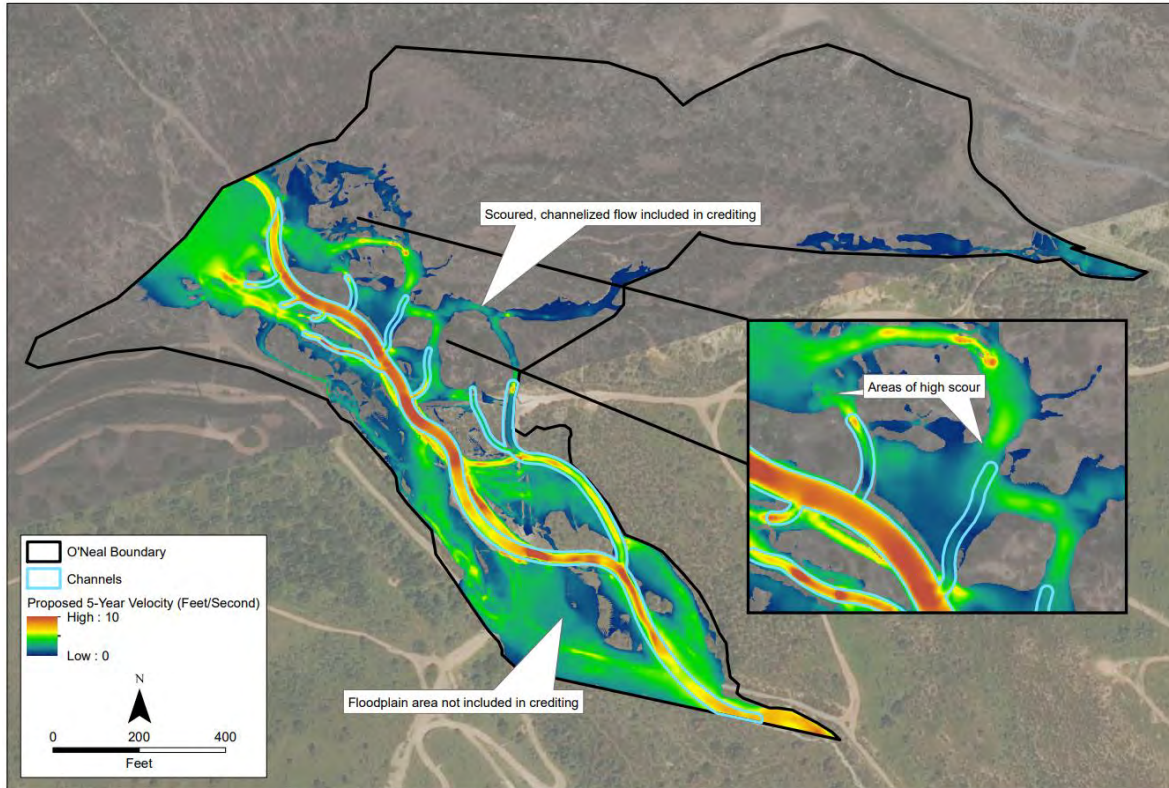 Scoured, channelized flow included in crediting
Areas of high scour
Floodplain area not included in crediting
O'Neal Boundary
Channels
Proposed 5-Year Velocity (Feet/Second)
High : 10
Low : 0
N
0 200 400
Feet